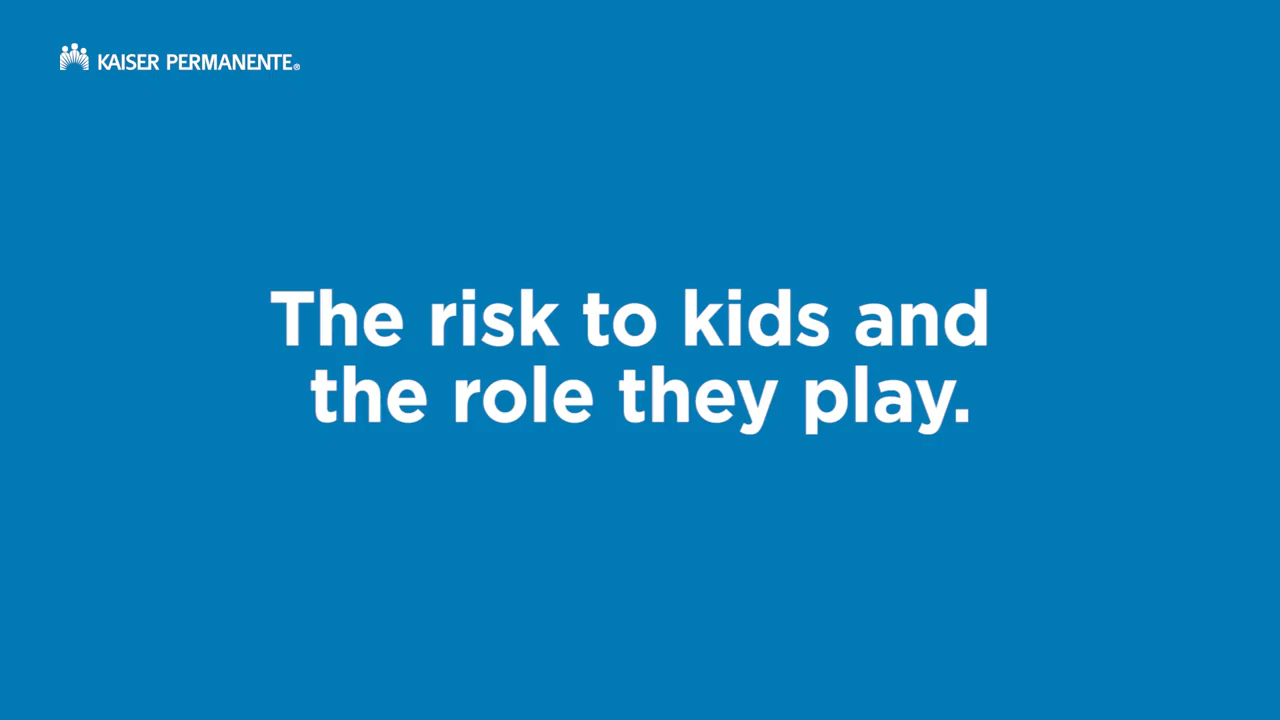 KAISER PERMANENTE®
The risk to kids and
the role they play.